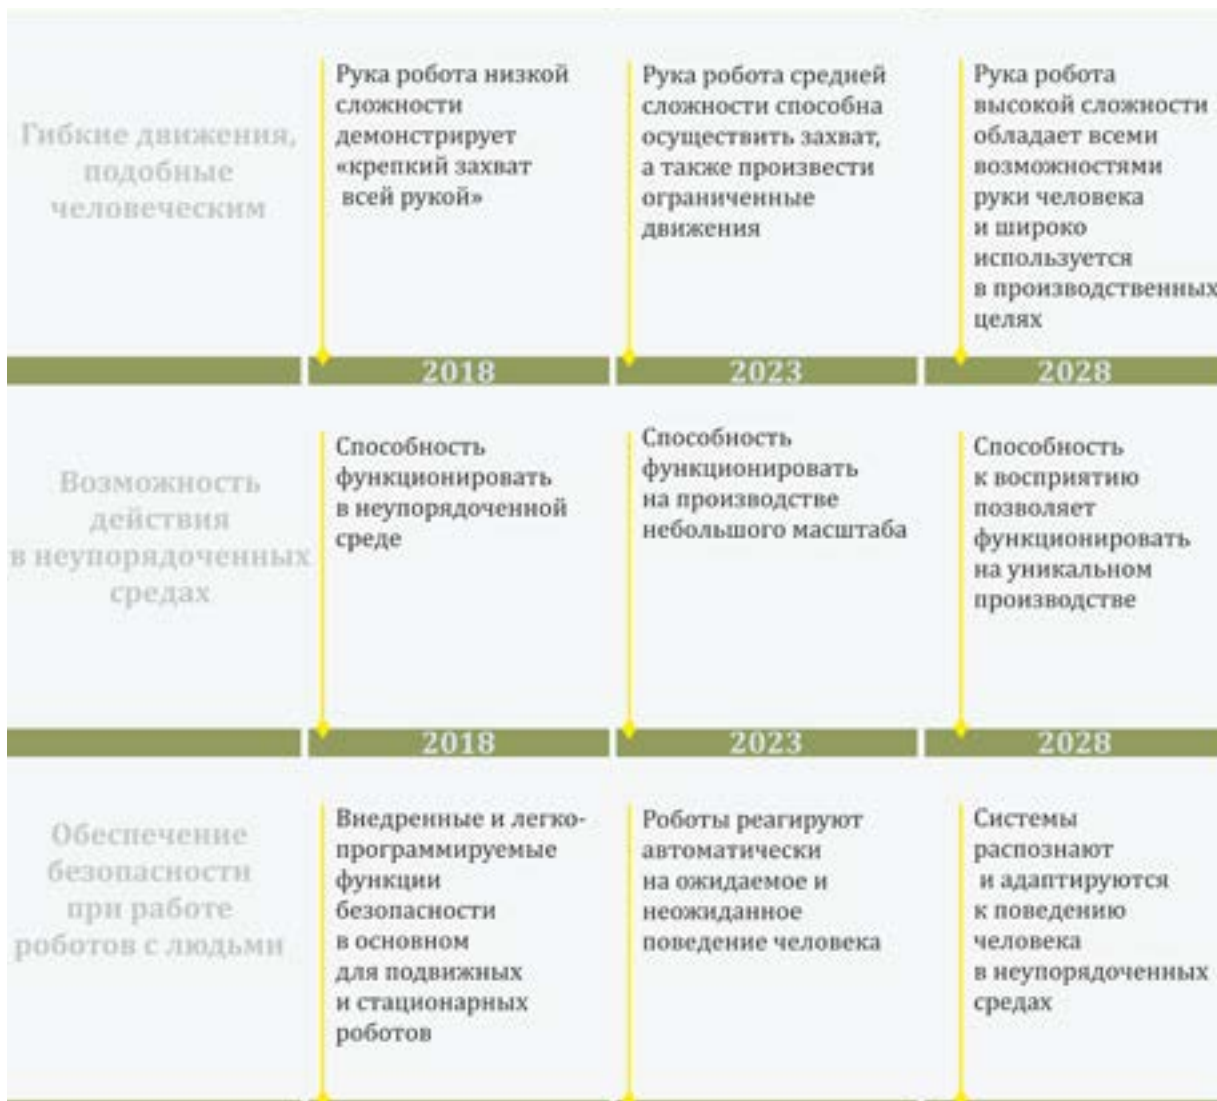 Гибкие движения,
подобные
человеческим
Рука робота низкой
сложности
демонстрирует
«крепкий захват
всей рукой»
Рука робота средней
сложности способна
осуществить захват,
а также произвести
ограниченные
движения
Рука робота
высокой сложности
обладает всеми
возможностями
руки человека
и широко
используется
в производственных
целях
2018
2023
2028
Возможность
действия
в неупорядоченных
средах
Способность
функционировать
в неупорядоченной
среде
Способность
функционировать
на производстве
небольшого масштаба
Способность
к восприятию
позволяет
функционировать
на уникальном
производстве
2018
2023
2028
Обеспечение
безопасности
при работе
роботов с людьми
Внедренные и легко-
программируемые
функции
безопасности
в основном
для подвижных
и стационарных
роботов
Роботы реагируют
автоматически
на ожидаемое и
неожиданное
поведение человека
Системы
распознают
и адаптируются
к поведению
человека
в неупорядоченных
средах